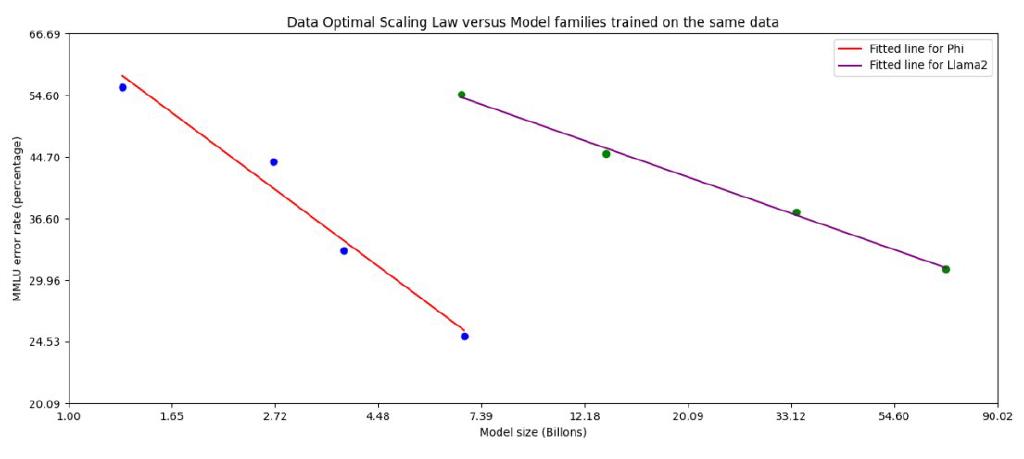 Data Optimal Scaling Law versus Model families trained on the same data
66.69
54.60
44.70
36.60
29.96
24.53
20.09
MMLU error rate (percentage)
Fitted line for Phi
Fitted line for Llama2
1.00 1.65 2.72 4.48 7.39 12.18 20.09 33.12 54.60 90.02
Model size (Billons)